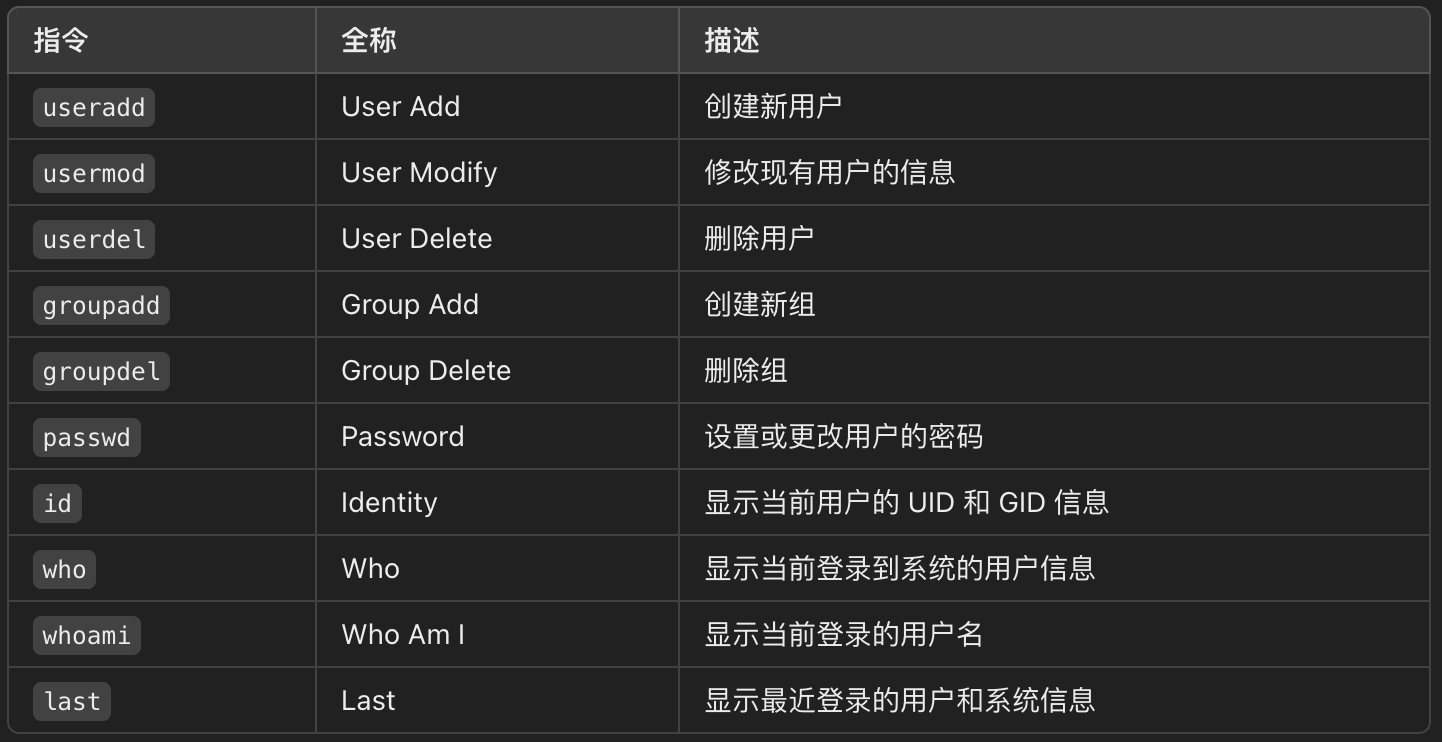 指令 全称 描述
useradd User Add 创建新用户
usermod User Modify 修改现有用户的信息
userdel User Delete 删除用户
groupadd Group Add 创建新组
groupdel Group Delete 删除组
passwd Password 设置或更改用户的密码
id Identity 显示当前用户的 UID 和 GID 信息
who Who 显示当前登录到系统的用户信息
whoami Who Am I 显示当前登录的用户名
last Last 显示最近登录的用户和系统信息